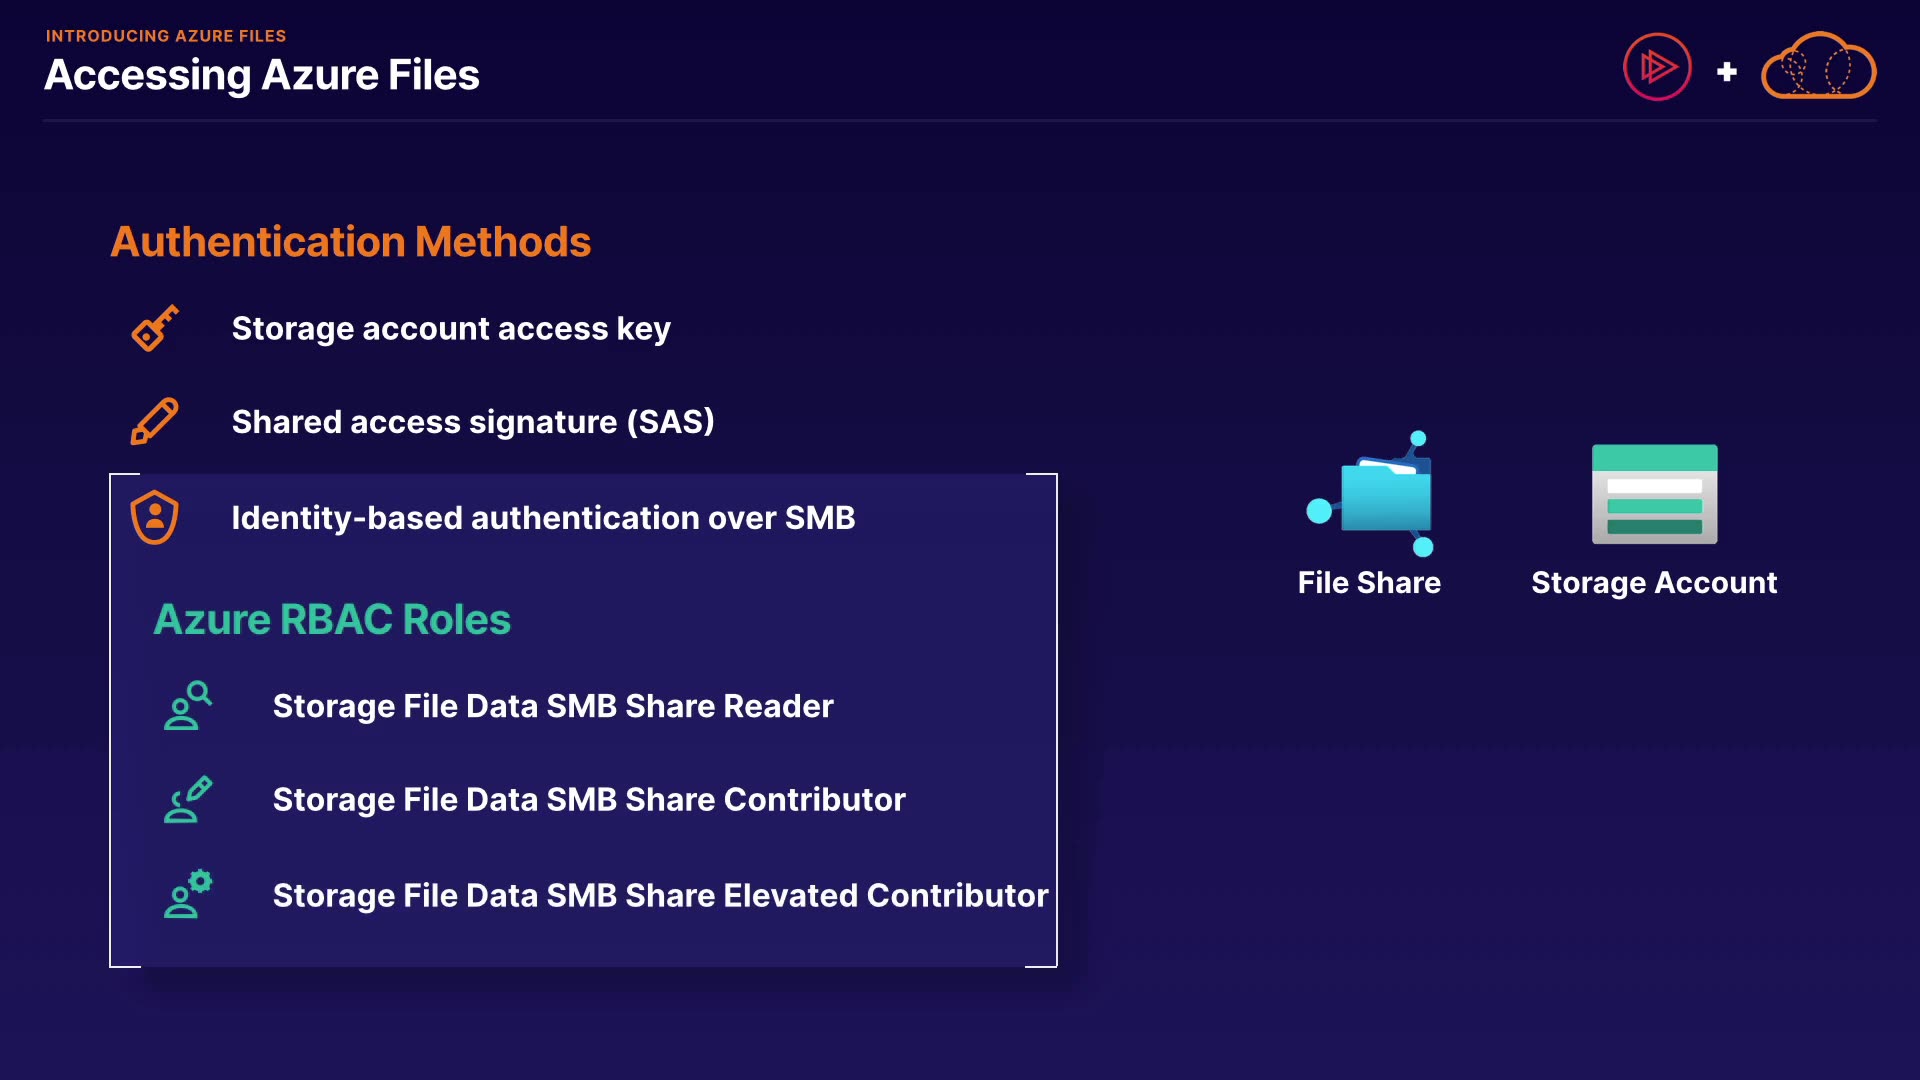 INTRODUCING AZURE FILES
Accessing Azure Files
Authentication Methods
Storage account access key
Shared access signature (SAS)
Identity-based authentication over SMB
Azure RBAC Roles
Storage File Data SMB Share Reader
Storage File Data SMB Share Contributor
Storage File Data SMB Share Elevated Contributor
File Share
Storage Account